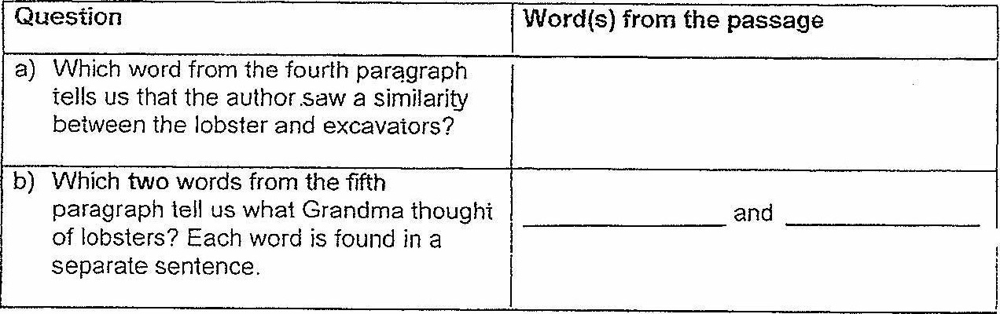 Question
Word(s) from the passage
a) Which word from the fourth paragraph
tells us that the author saw a similarity
between the lobster and excavators?
b) Which two words from the fifth
paragraph tell us what Grandma thought
of lobsters? Each word is found in a
separate sentence.
____________ and ____________